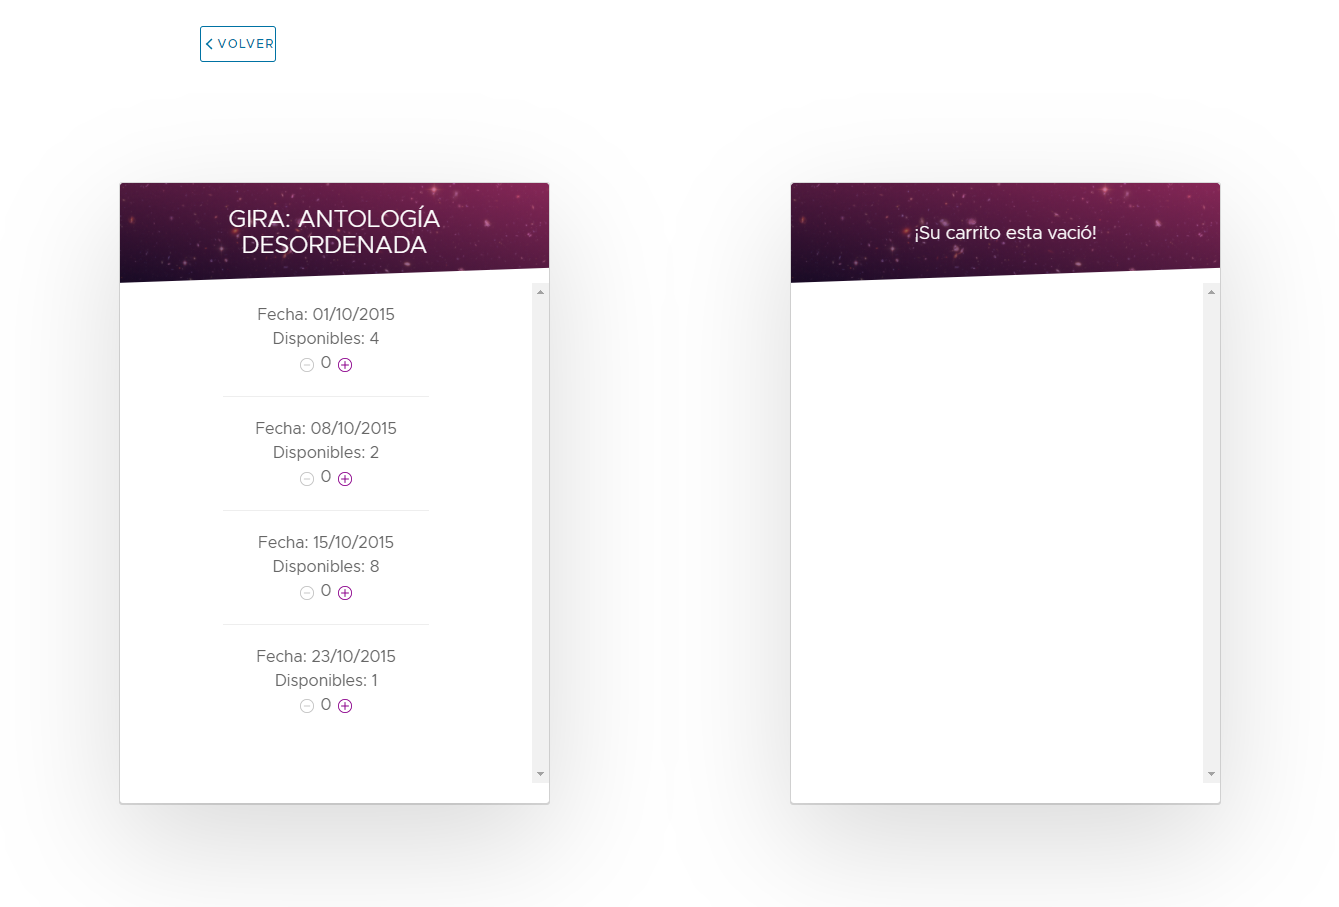 VOLVER
GIRA: ANTOLOGÍA
DESORDENADA
Fecha: 01/10/2015
Disponibles: 4
0
Fecha: 08/10/2015
Disponibles: 2
0
Fecha: 15/10/2015
Disponibles: 8
0
Fecha: 23/10/2015
Disponibles: 1
0
¡Su carrito esta vació!